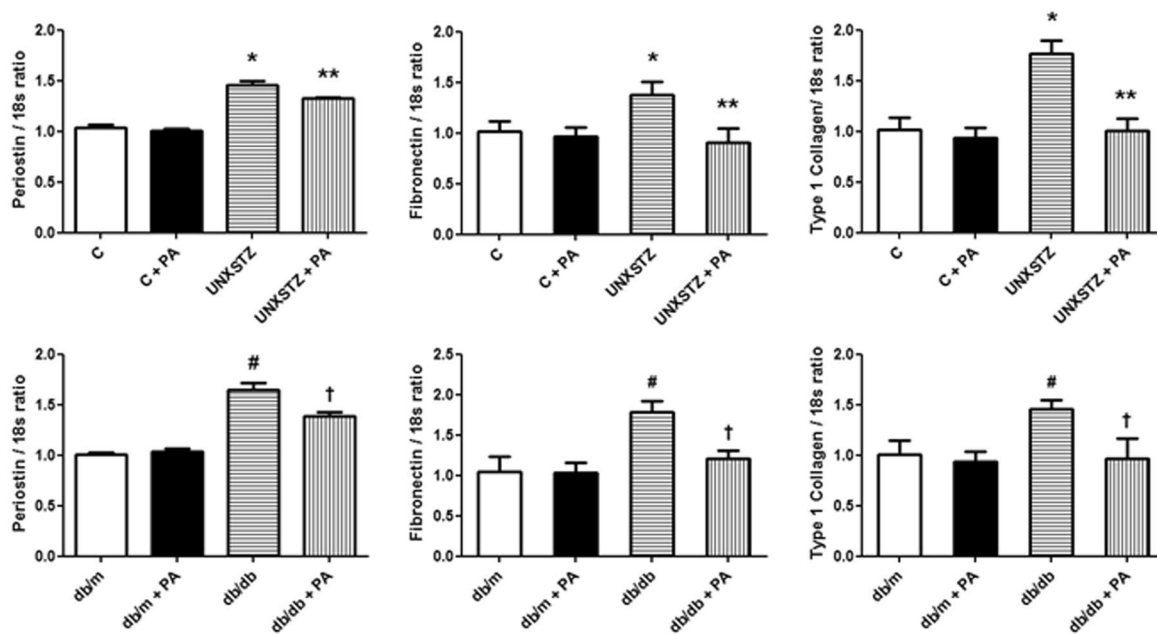 Periostin / 18s ratio
2.0
1.5
1.0
0.5
0.0
*
**
C
C + PA
UNXSTZ
UNXSTZ + PA
Fibronectin / 18s ratio
2.0
1.5
1.0
0.5
0.0
*
**
C
C + PA
UNXSTZ
UNXSTZ + PA
Type 1 Collagen/ 18s ratio
2.0
1.5
1.0
0.5
0.0
*
**
C
C + PA
UNXSTZ
UNXSTZ + PA
Periostin / 18s ratio
2.0
1.5
1.0
0.5
0.0
#
†
db/m
db/m + PA
db/db
db/db + PA
Fibronectin / 18s ratio
2.5
2.0
1.5
1.0
0.5
0.0
#
†
db/m
db/m + PA
db/db
db/db + PA
Type 1 Collagen / 18s ratio
2.0
1.5
1.0
0.5
0.0
#
†
db/m
db/m + PA
db/db
db/db + PA